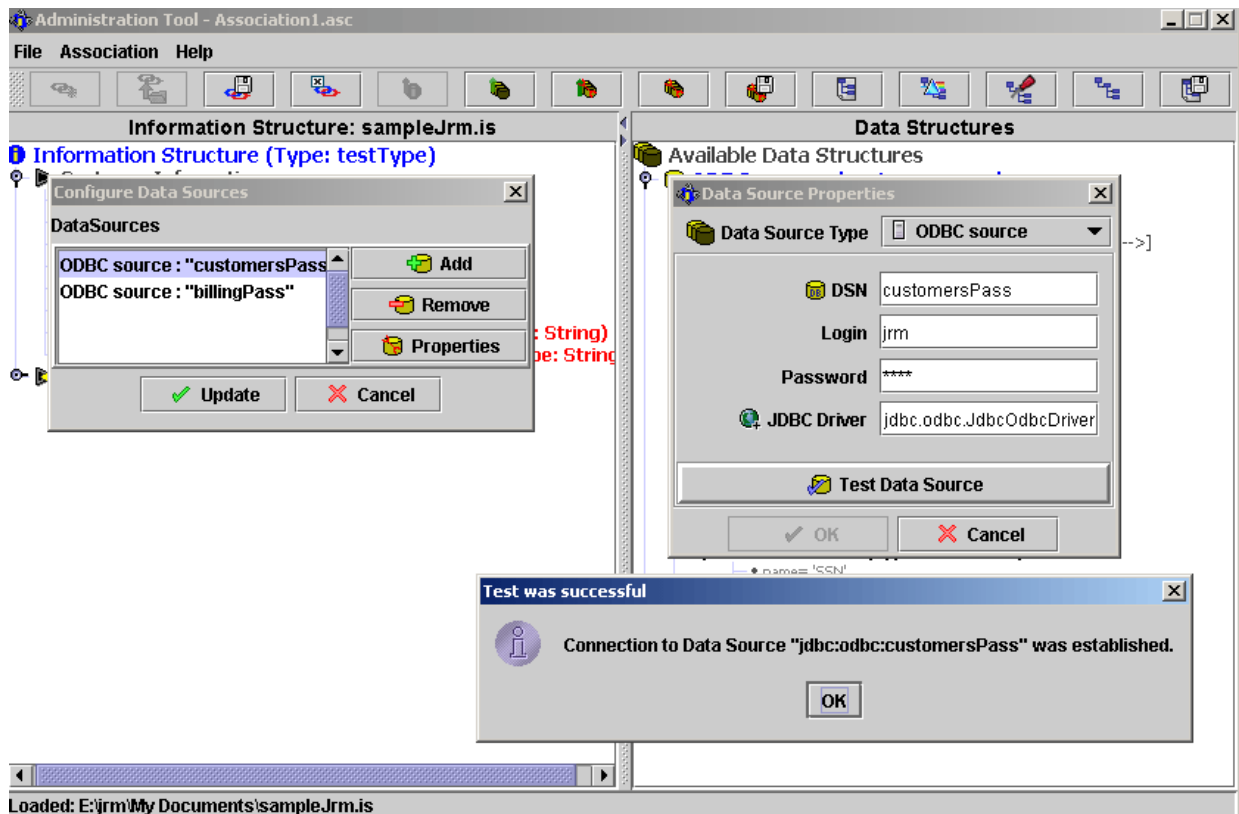 Administration Tool - Association1.asc
File Association Help
Information Structure: sampleJrm.is
Data Structures
Information Structure (Type: testType)
Available Data Structures
Configure Data Sources
DataSources
ODBC source : "customersPass
ODBC source : "billingPass"
Add
Remove
Properties
Update
Cancel
: String)
pe: String
Data Source Properties
Data Source Type
ODBC source
-->]
DSN
customersPass
Login
jrm
Password
****
JDBC Driver
jdbc.odbc.JdbcOdbcDriver
Test Data Source
OK
Cancel
name= 'SSN'
Test was successful
Connection to Data Source "jdbc:odbc:customersPass" was established.
OK
Loaded: E:\jrm\My Documents\sampleJrm.is